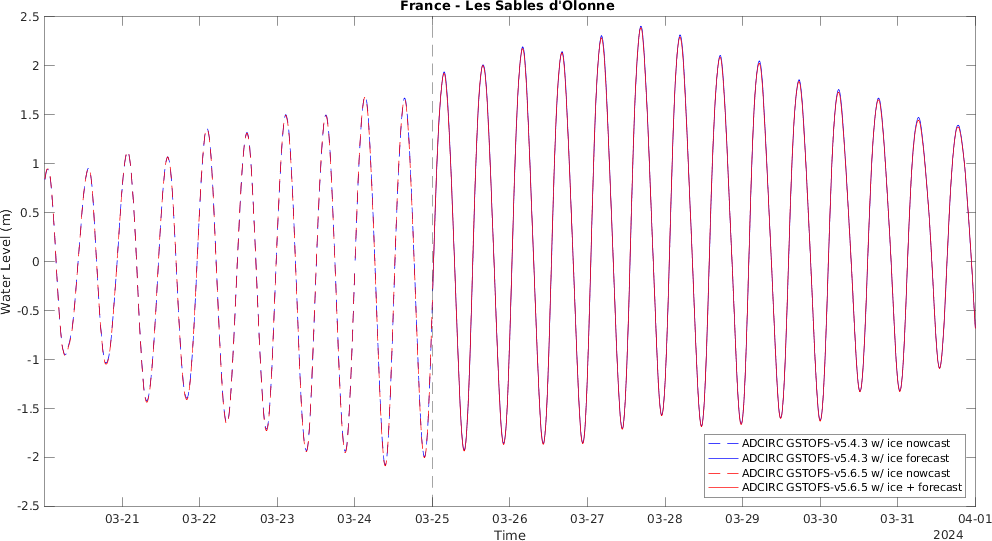 France - Les Sables d'Olonne
2.5
2
1.5
1
0.5
0
-0.5
-1
-1.5
-2
-2.5
Water Level (m)
ADCIRC GSTOFS-v5.4.3 w/ ice nowcast
ADCIRC GSTOFS-v5.4.3 w/ ice forecast
ADCIRC GSTOFS-v5.6.5 w/ ice nowcast
ADCIRC GSTOFS-v5.6.5 w/ ice + forecast
03-21 03-22 03-23 03-24 03-25 03-26 03-27 03-28 03-29 03-30 03-31 04-01
Time
2024